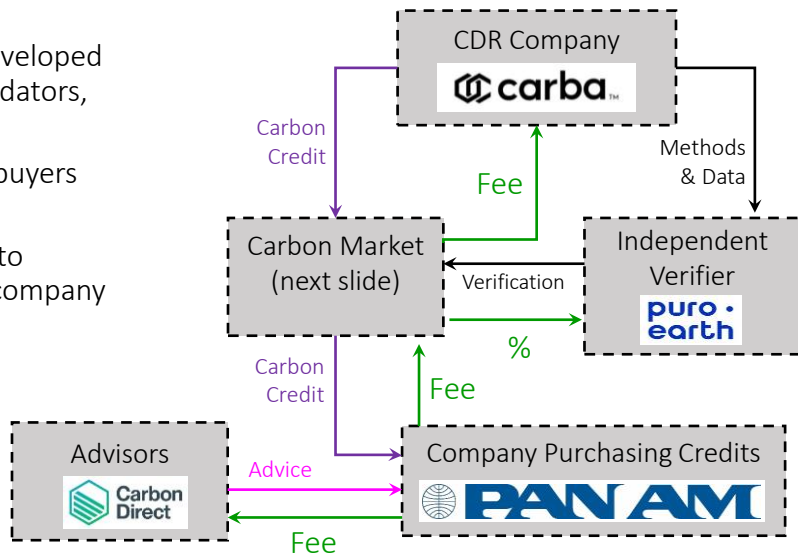 veloped
dators,
buyers
to
company
CDR Company
carba™
Carbon
Credit
Fee
Methods
& Data
Carbon Market
(next slide)
Verification
Independent
Verifier
puro·
earth
%
Carbon
Credit
Fee
Advisors
Carbon
Direct
Advice
Fee
Company Purchasing Credits
PAN AM